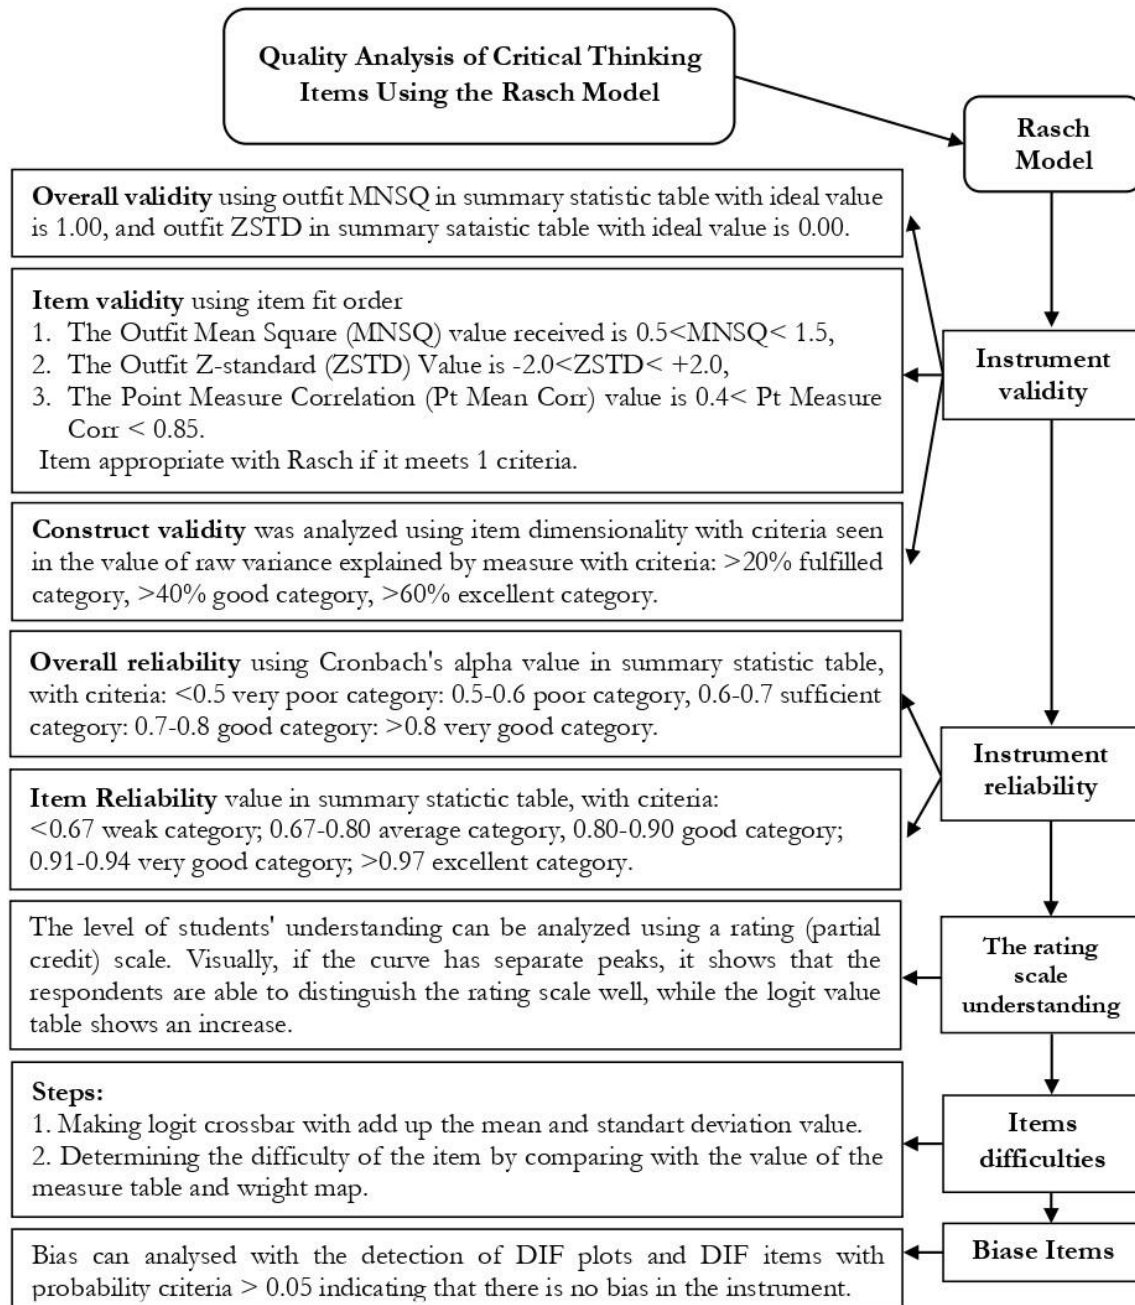 Quality Analysis of Critical Thinking
Items Using the Rasch Model
Rasch
Model
Overall validity using outfit MNSQ in summary statistic table with ideal value
is 1.00, and outfit ZSTD in summary sataistic table with ideal value is 0.00.
Item validity using item fit order
1. The Outfit Mean Square (MNSQ) value received is 0.5<MNSQ< 1.5,
2. The Outfit Z-standard (ZSTD) Value is -2.0<ZSTD< +2.0,
3. The Point Measure Correlation (Pt Mean Corr) value is 0.4< Pt Measure
Corr < 0.85.
Item appropriate with Rasch if it meets 1 criteria.
Instrument
validity
Construct validity was analyzed using item dimensionality with criteria seen
in the value of raw variance explained by measure with criteria: >20% fulfilled
category, >40% good category, >60% excellent category.
Overall reliability using Cronbach's alpha value in summary statistic table,
with criteria: <0.5 very poor category: 0.5-0.6 poor category, 0.6-0.7 sufficient
category: 0.7-0.8 good category: >0.8 very good category.
Instrument
reliability
Item Reliability value in summary statictic table, with criteria:
<0.67 weak category; 0.67-0.80 average category, 0.80-0.90 good category;
0.91-0.94 very good category; >0.97 excellent category.
The level of students' understanding can be analyzed using a rating (partial
credit) scale. Visually, if the curve has separate peaks, it shows that the
respondents are able to distinguish the rating scale well, while the logit value
table shows an increase.
The rating
scale
understanding
Steps:
1. Making logit crossbar with add up the mean and standart deviation value.
2. Determining the difficulty of the item by comparing with the value of the
measure table and wright map.
Items
difficulties
Bias can analysed with the detection of DIF plots and DIF items with
probability criteria > 0.05 indicating that there is no bias in the instrument.
Biase Items